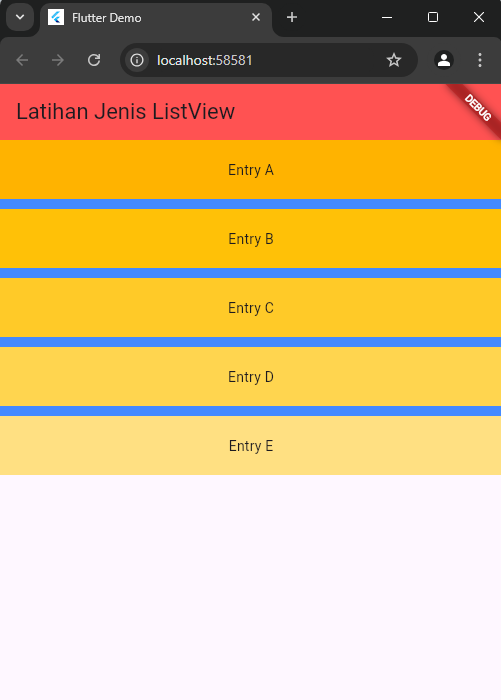 Flutter Demo
localhost:58581
Latihan Jenis ListView
DEBUG
Entry A
Entry B
Entry C
Entry D
Entry E